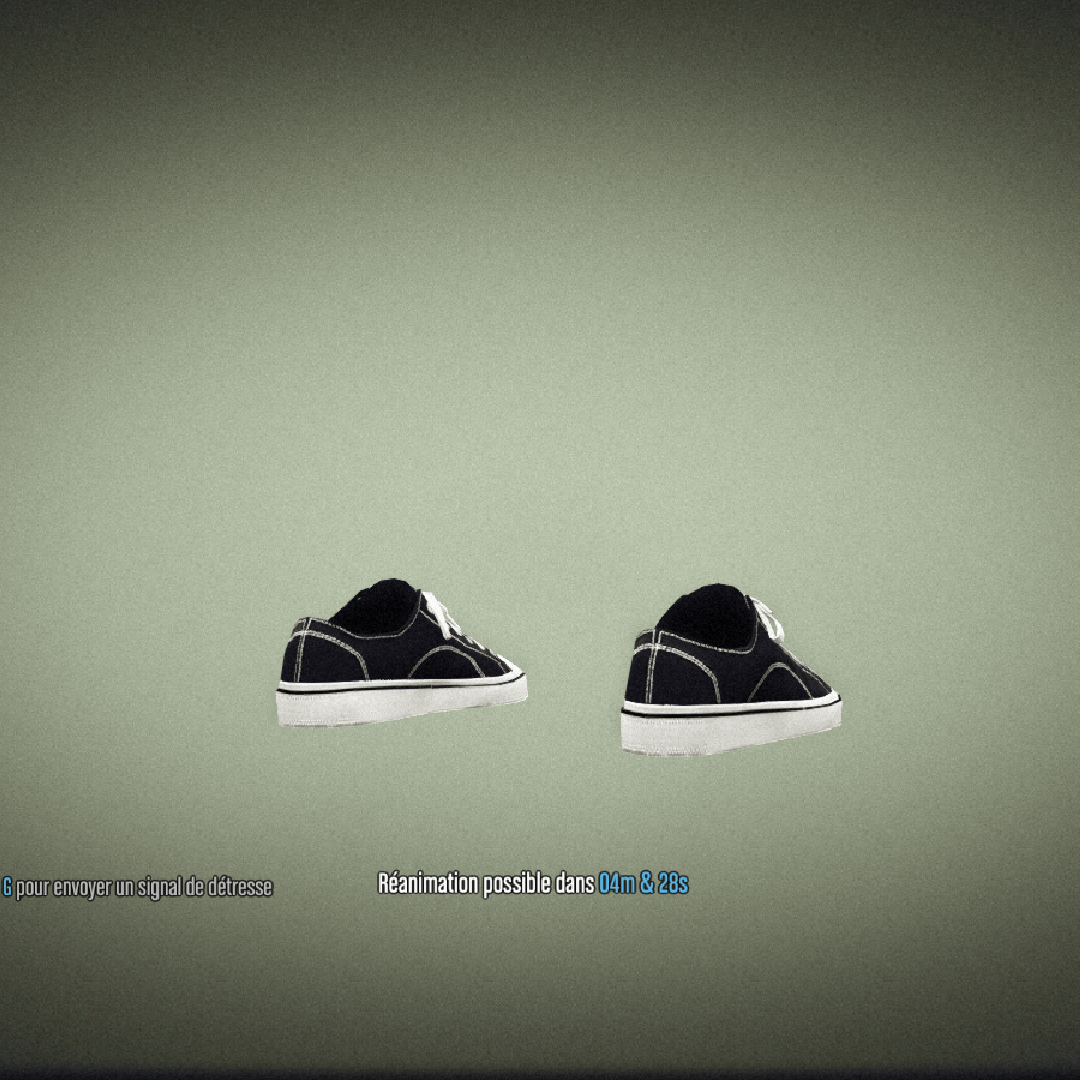 G pour envoyer un signal de détresse
Réanimation possible dans 04m & 28s